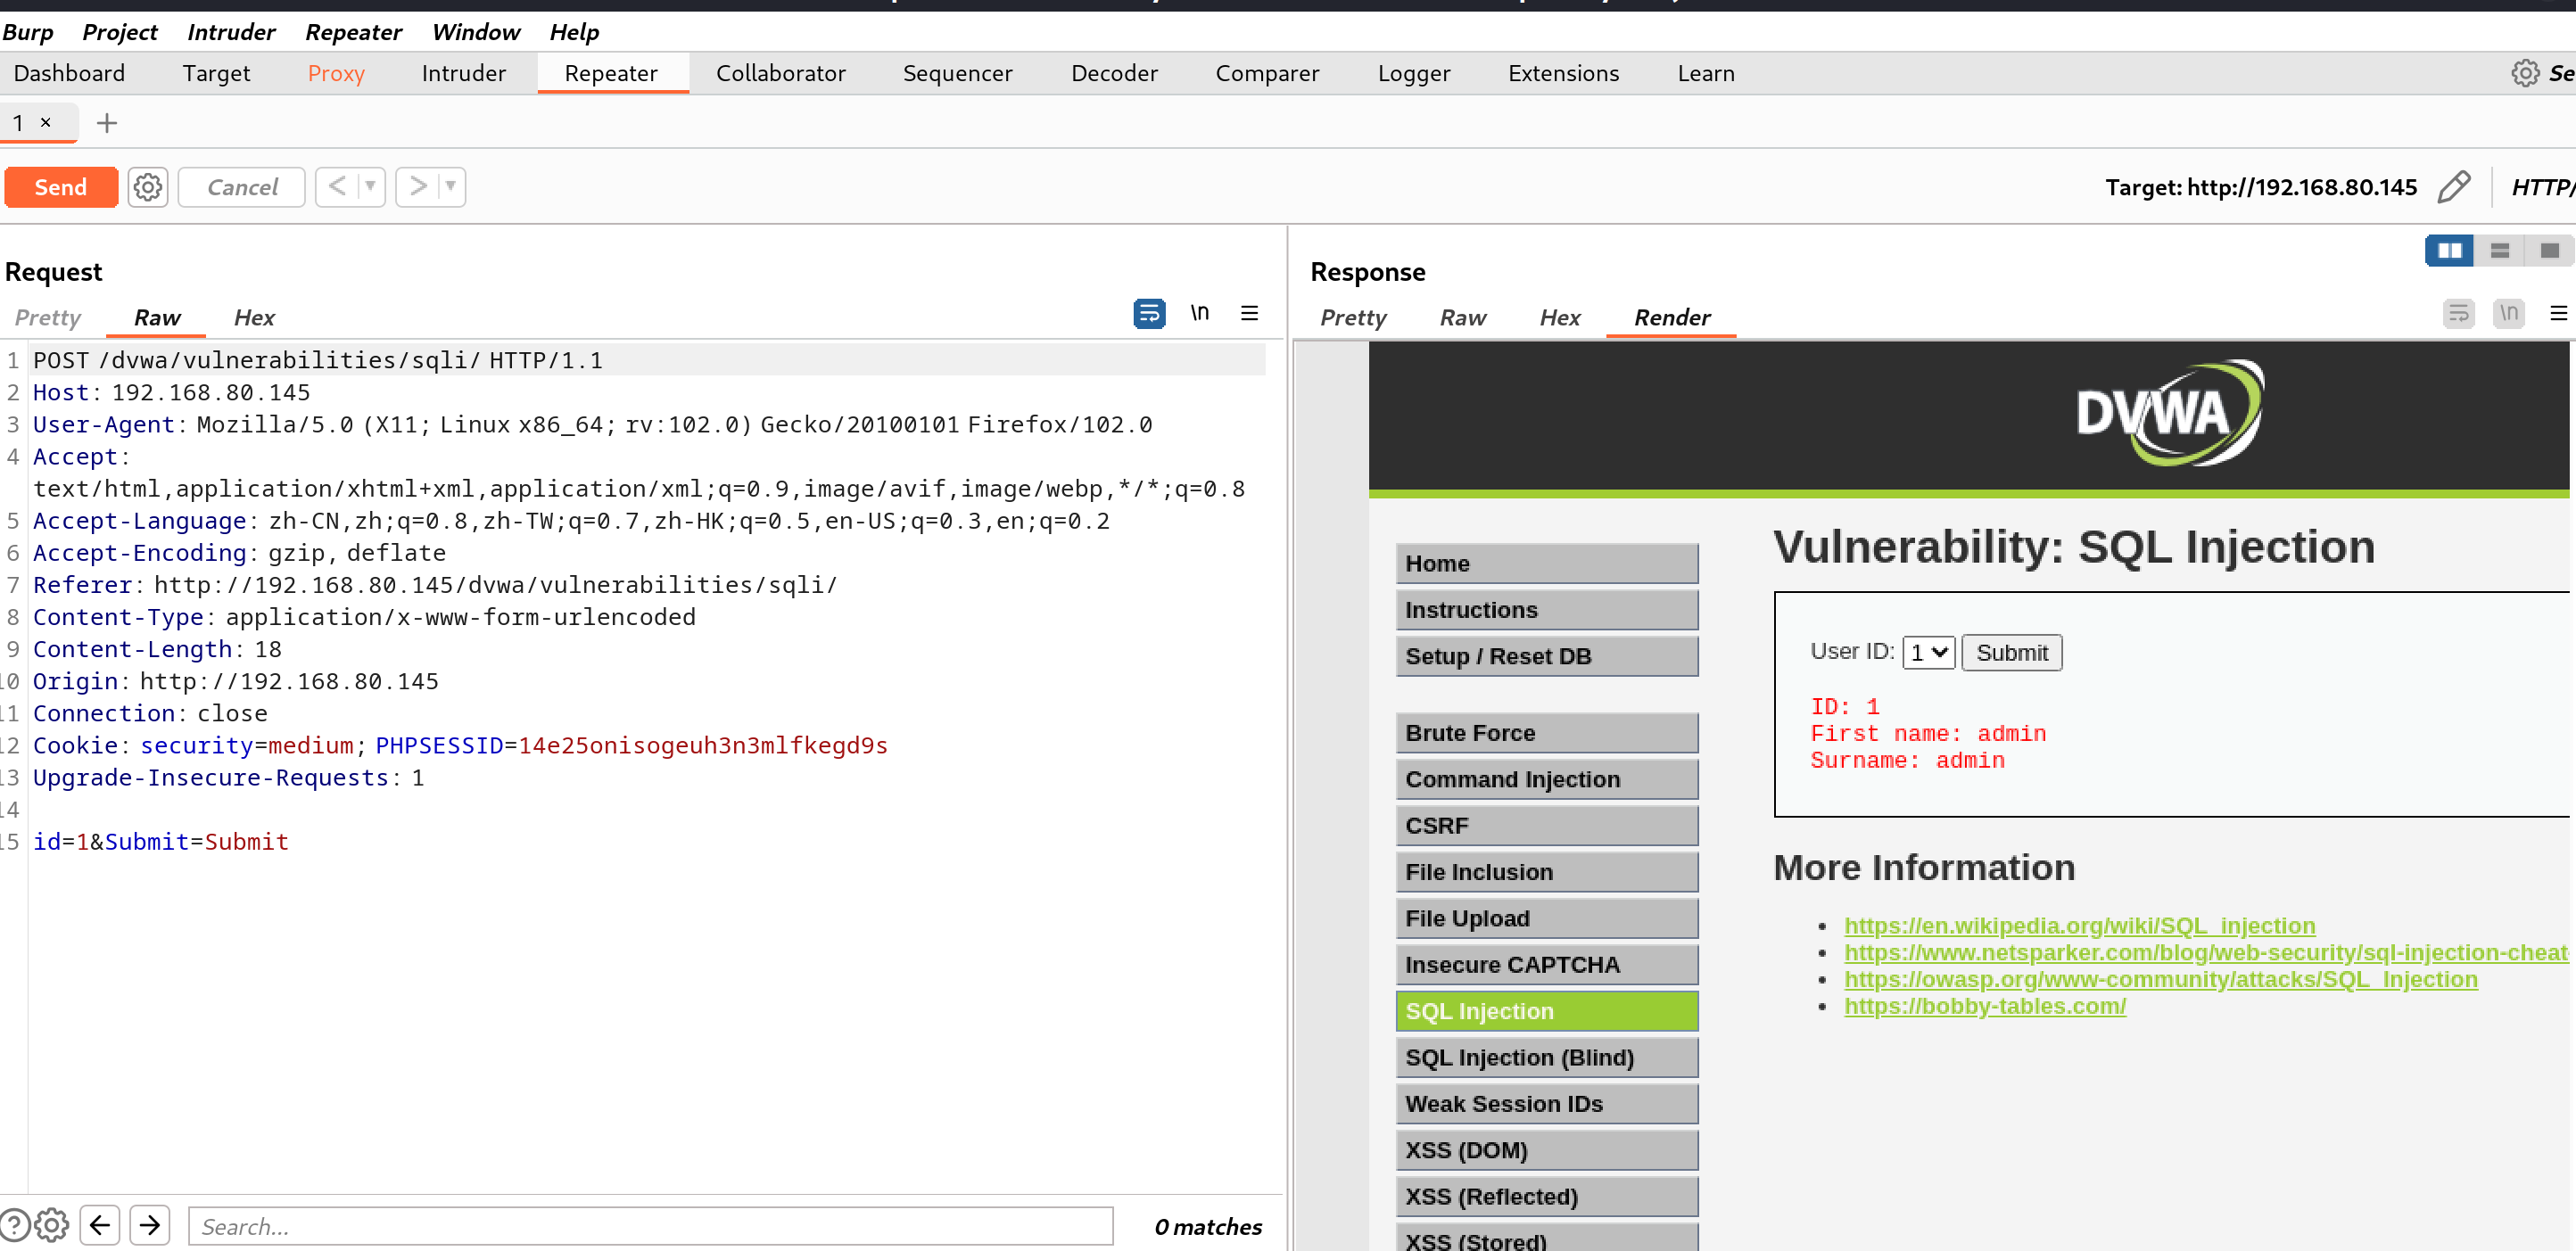 Burp Project Intruder Repeater Window Help
Dashboard Target Proxy Intruder Repeater Collaborator Sequencer Decoder Comparer Logger Extensions Learn Se
1 × +
Send Cancel < > Target: http://192.168.80.145 HTTP/
Request
Pretty Raw Hex \n
1 POST /dvwa/vulnerabilities/sqli/ HTTP/1.1
2 Host: 192.168.80.145
3 User-Agent: Mozilla/5.0 (X11; Linux x86_64; rv:102.0) Gecko/20100101 Firefox/102.0
4 Accept:
text/html,application/xhtml+xml,application/xml;q=0.9,image/avif,image/webp,*/*;q=0.8
5 Accept-Language: zh-CN,zh;q=0.8,zh-TW;q=0.7,zh-HK;q=0.5,en-US;q=0.3,en;q=0.2
6 Accept-Encoding: gzip, deflate
7 Referer: http://192.168.80.145/dvwa/vulnerabilities/sqli/
8 Content-Type: application/x-www-form-urlencoded
9 Content-Length: 18
10 Origin: http://192.168.80.145
11 Connection: close
12 Cookie: security=medium; PHPSESSID=14e25onisogeuh3n3mlfkegd9s
13 Upgrade-Insecure-Requests: 1
14
15 id=1&Submit=Submit
Search...
0 matches
Response
Pretty Raw Hex Render \n
DVWA
Home
Instructions
Setup / Reset DB
Brute Force
Command Injection
CSRF
File Inclusion
File Upload
Insecure CAPTCHA
SQL Injection
SQL Injection (Blind)
Weak Session IDs
XSS (DOM)
XSS (Reflected)
XSS (Stored)
Vulnerability: SQL Injection
User ID: 1 Submit
ID: 1
First name: admin
Surname: admin
More Information
https://en.wikipedia.org/wiki/SQL_injection
https://www.netsparker.com/blog/web-security/sql-injection-cheat-
https://owasp.org/www-community/attacks/SQL_Injection
https://bobby-tables.com/